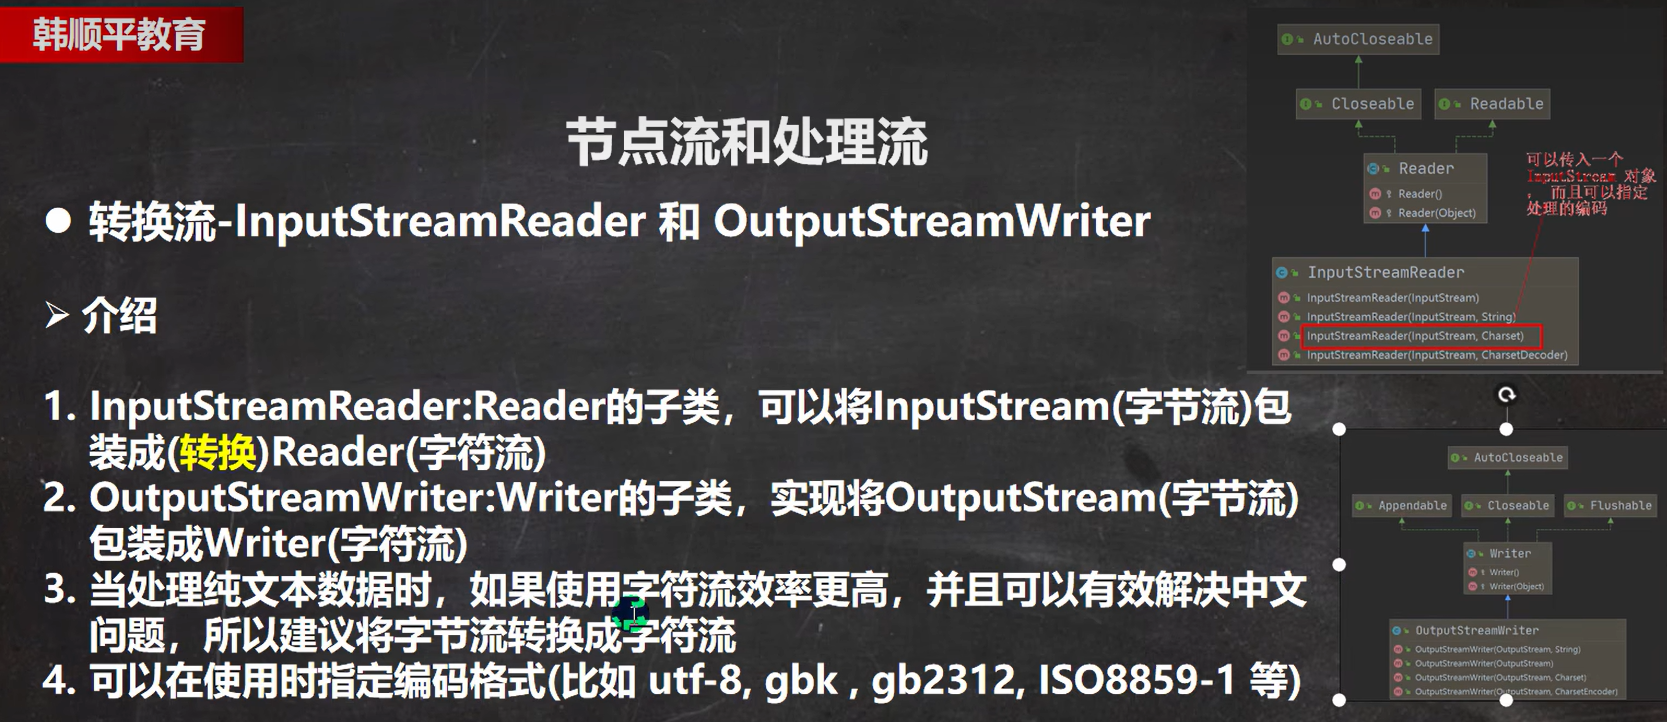 韩顺平教育
节点流和处理流
转换流-InputStreamReader 和 OutputStreamWriter
介绍
1. InputStreamReader:Reader的子类，可以将InputStream(字节流)包
装成(转换)Reader(字符流)
2. OutputStreamWriter:Writer的子类，实现将OutputStream(字节流)
包装成Writer(字符流)
3. 当处理纯文本数据时，如果使用字符流效率更高，并且可以有效解决中文
问题，所以建议将字节流转换成字符流
4. 可以在使用时指定编码格式(比如 utf-8, gbk , gb2312, ISO8859-1 等)
AutoCloseable
Closeable
Readable
Reader
Reader()
Reader(Object)
可以传入一个
InputStream 对象
，而且可以指定
处理的编码
InputStreamReader
InputStreamReader(InputStream)
InputStreamReader(InputStream, String)
InputStreamReader(InputStream, Charset)
InputStreamReader(InputStream, CharsetDecoder)
AutoCloseable
Appendable
Closeable
Flushable
Writer
Writer()
Writer(Object)
OutputStreamWriter
OutputStreamWriter(OutputStream, String)
OutputStreamWriter(OutputStream)
OutputStreamWriter(OutputStream, Charset)
OutputStreamWriter(OutputStream, CharsetEncoder)